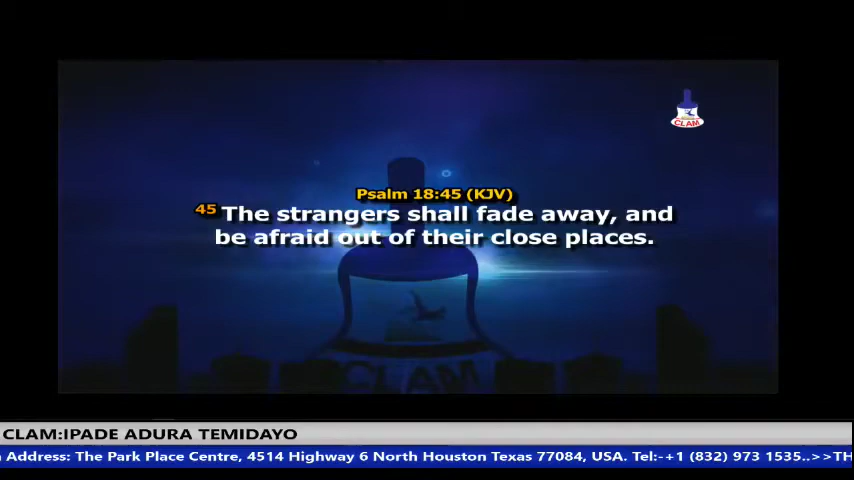 CLAM
Psalm 18:45 (KJV)
45 The strangers shall fade away, and
be afraid out of their close places.
CLAM
CLAM:IPADE ADURA TEMIDAYO
Address: The Park Place Centre, 4514 Highway 6 North Houston Texas 77084, USA. Tel:-+1 (832) 973 1535..>>TH